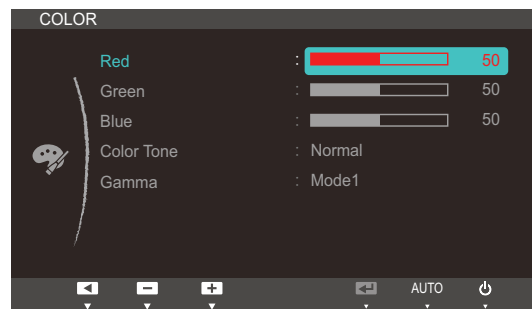 COLOR
Red : 50
Green : 50
Blue : 50
Color Tone : Normal
Gamma : Mode1
AUTO